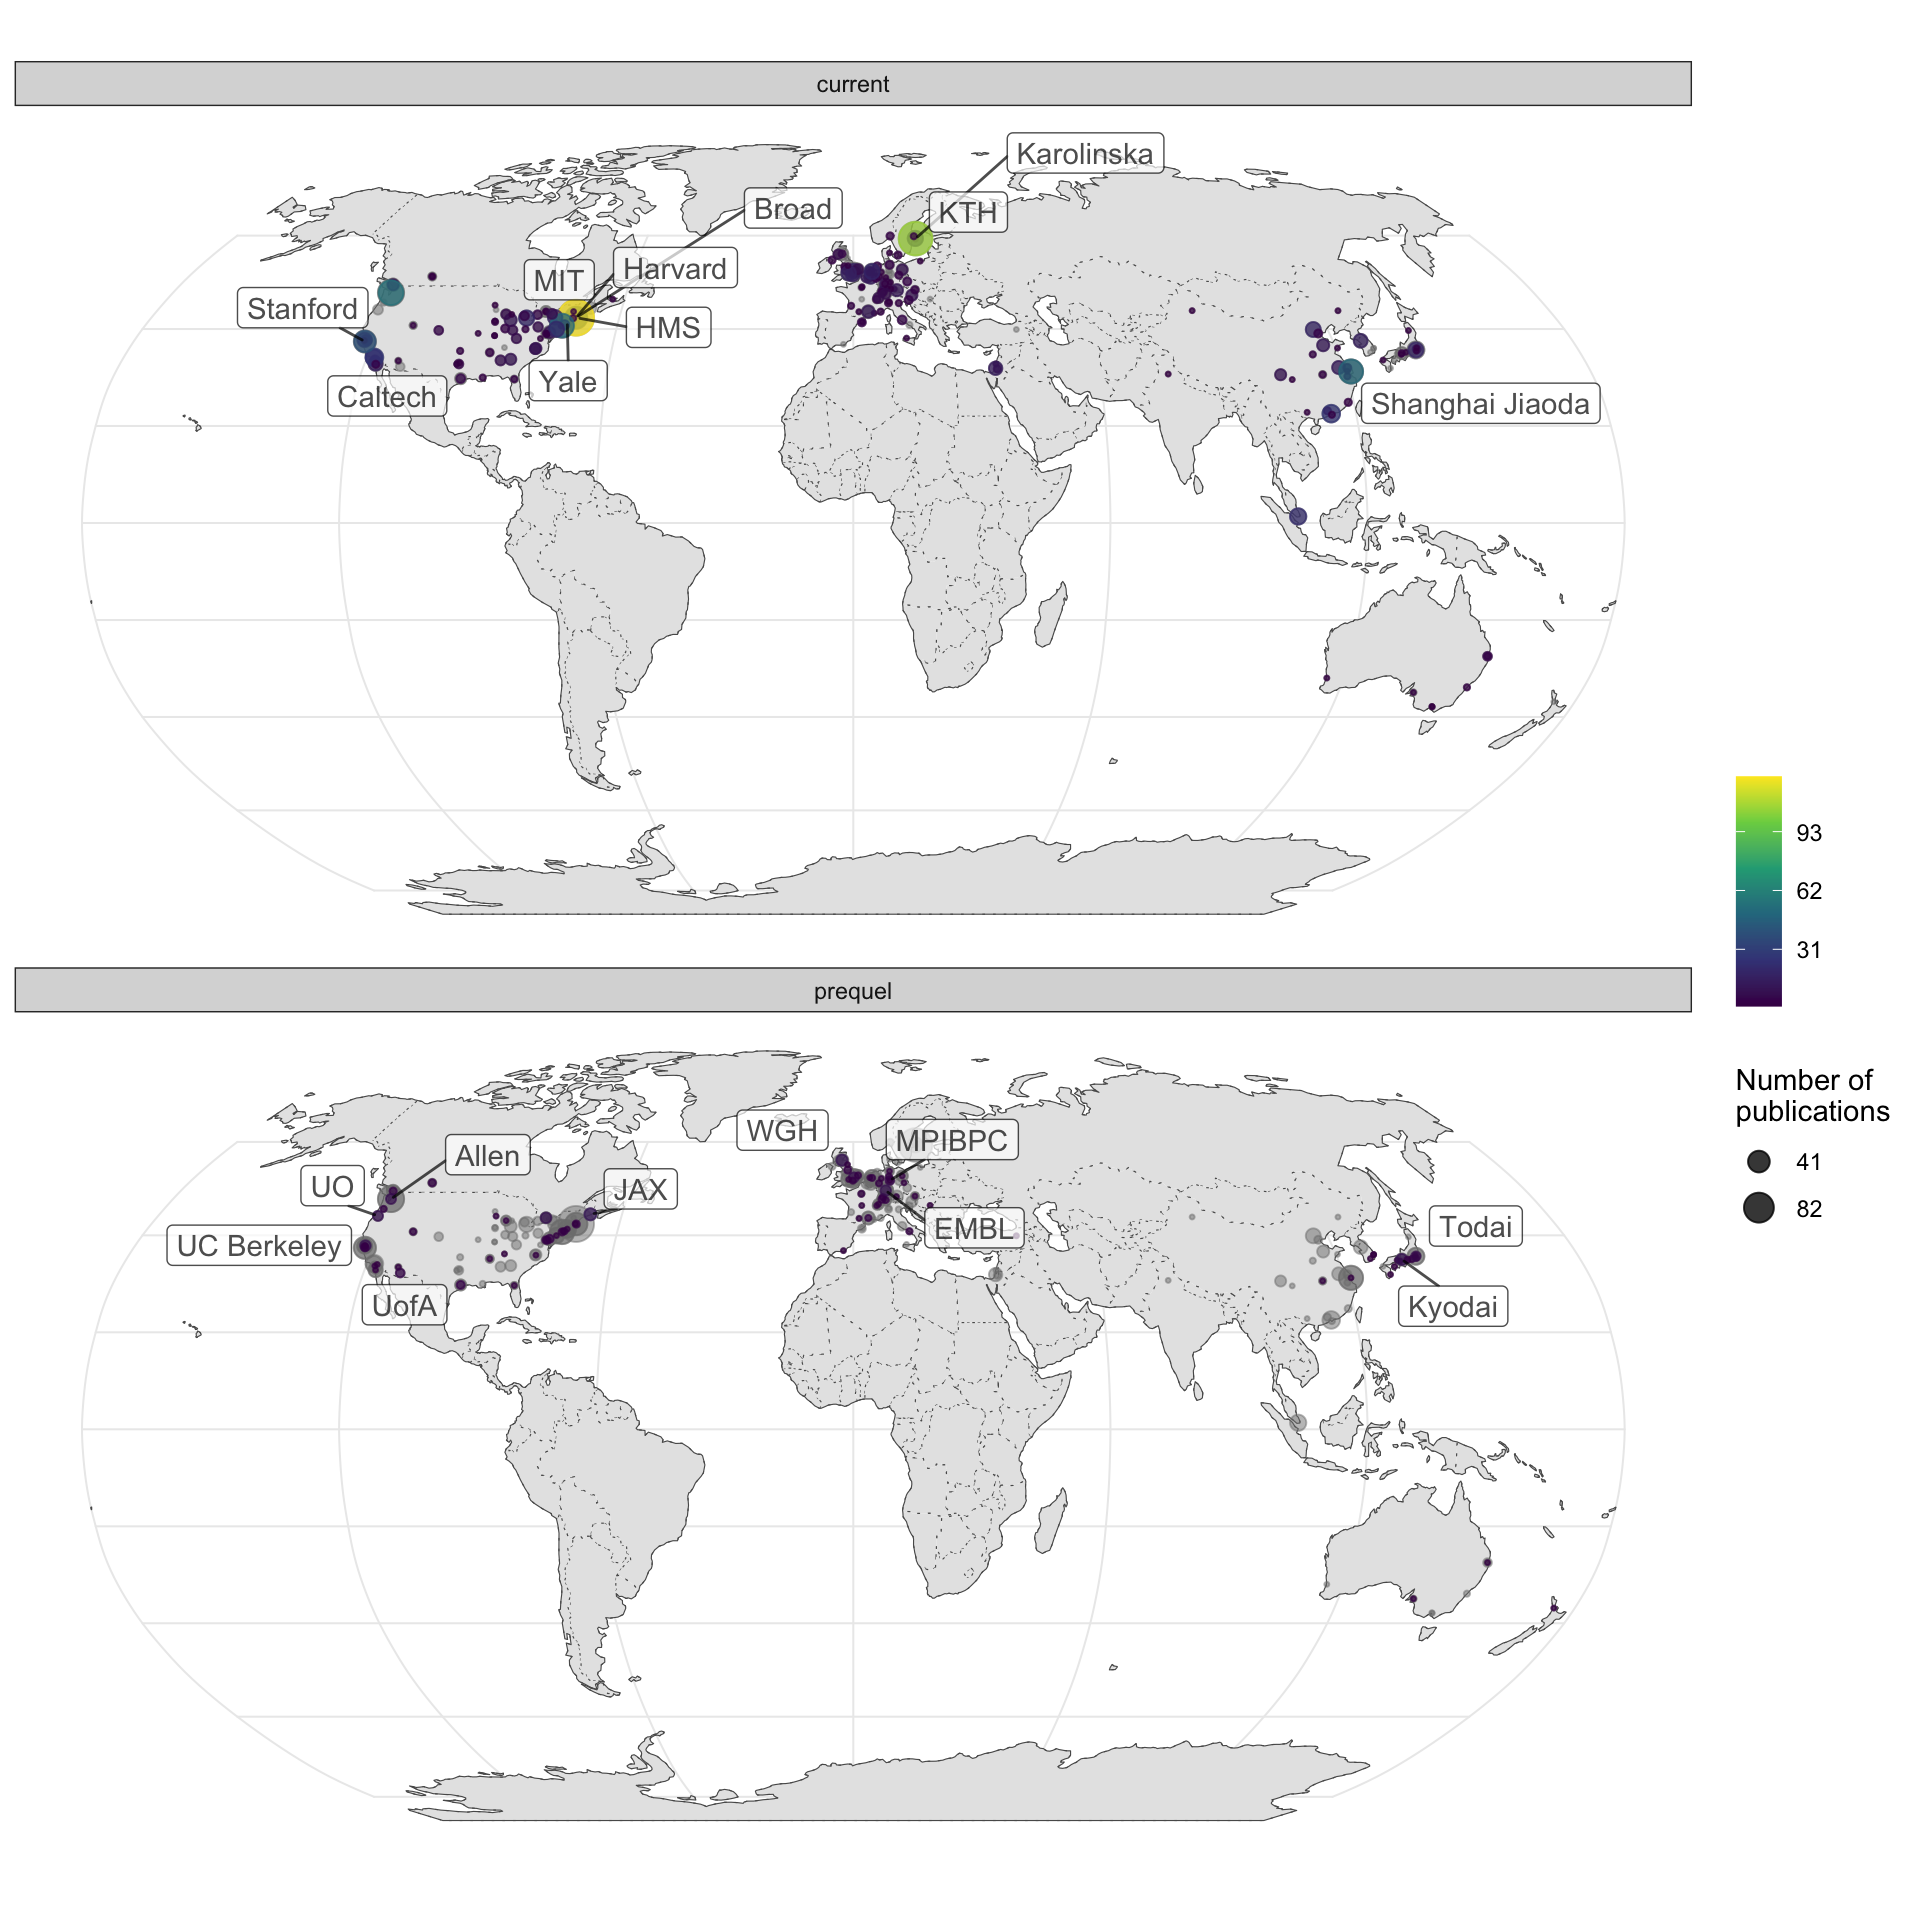 current
Karolinska
Broad
KTH
Harvard
MIT
Stanford
HMS
Yale
Caltech
Shanghai Jiaoda
93
62
31
prequel
Number of
publications
41
82
WGH
MPIBPC
Allen
UO
JAX
UC Berkeley
EMBL
Todai
UofA
Kyodai